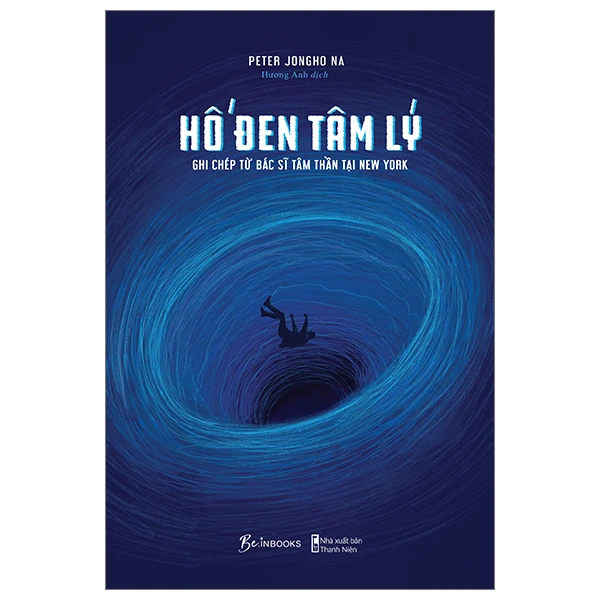 PETER JONGHO NA
Hương Anh dịch
HỐ ĐEN TÂM LÝ
GHI CHÉP TỪ BÁC SĨ TÂM THẦN TẠI NEW YORK
Be:INBOOKS
Nhà xuất bản
Thanh Niên